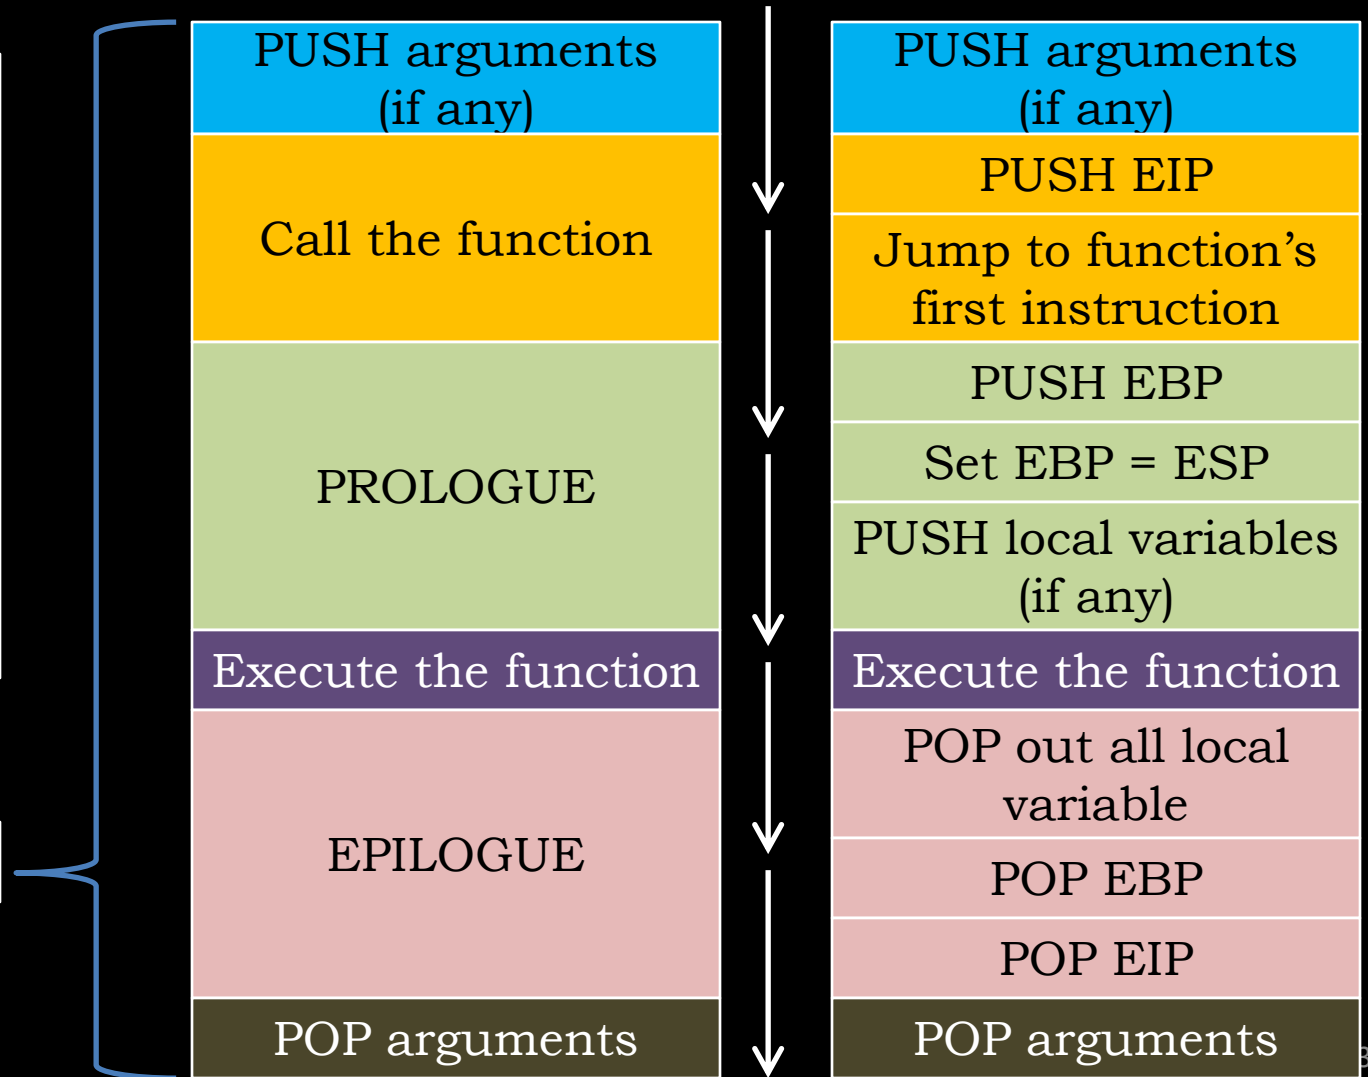 PUSH arguments
(if any)
Call the function
PROLOGUE
Execute the function
EPILOGUE
POP arguments
PUSH arguments
(if any)
PUSH EIP
Jump to function’s
first instruction
PUSH EBP
Set EBP = ESP
PUSH local variables
(if any)
Execute the function
POP out all local
variable
POP EBP
POP EIP
POP arguments